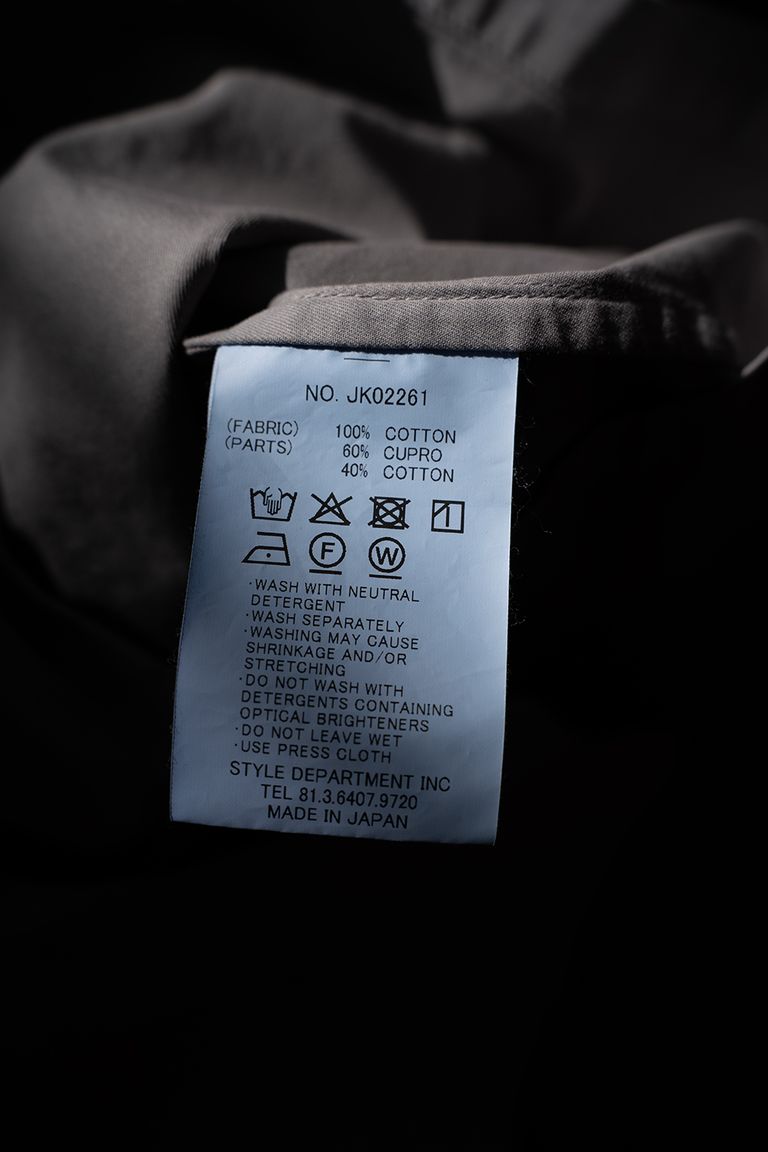 NO. JK02261
(FABRIC) 100% COTTON
(PARTS) 60% CUPRO
40% COTTON
F W
·WASH WITH NEUTRAL
DETERGENT
·WASH SEPARATELY
·WASHING MAY CAUSE
SHRINKAGE AND/OR
STRETCHING
·DO NOT WASH WITH
DETERGENTS CONTAINING
OPTICAL BRIGHTENERS
·DO NOT LEAVE WET
·USE PRESS CLOTH
STYLE DEPARTMENT INC
TEL 81.3.6407.9720
MADE IN JAPAN